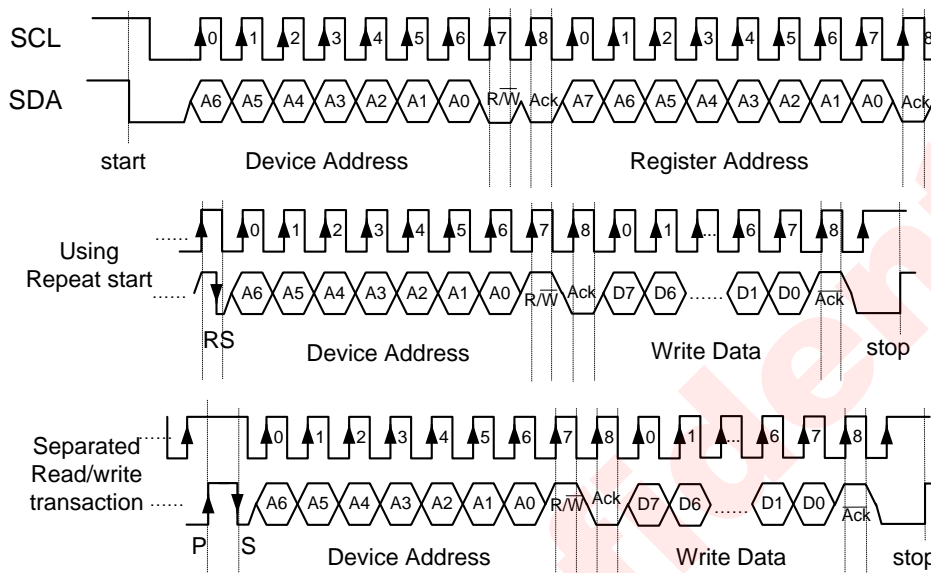 SCL 0 1 2 3 4 5 6 7 8 0 1 2 3 4 5 6 7 8
SDA A6 A5 A4 A3 A2 A1 A0 R/W̅ Ack A7 A6 A5 A4 A3 A2 A1 A0 Ack
start Device Address Register Address
Using Repeat start ...... 0 1 2 3 4 5 6 7 8 0 1 ... 6 7 8
...... A6 A5 A4 A3 A2 A1 A0 R/W̅ Ack D7 D6 ...... D1 D0 A̅c̅k̅
RS Device Address Write Data stop
Separated Read/write transaction ...... 0 1 2 3 4 5 6 7 8 0 1 ... 6 7 8
...... A6 A5 A4 A3 A2 A1 A0 R/W̅ Ack D7 D6 ...... D1 D0 A̅c̅k̅
P S Device Address Write Data stop